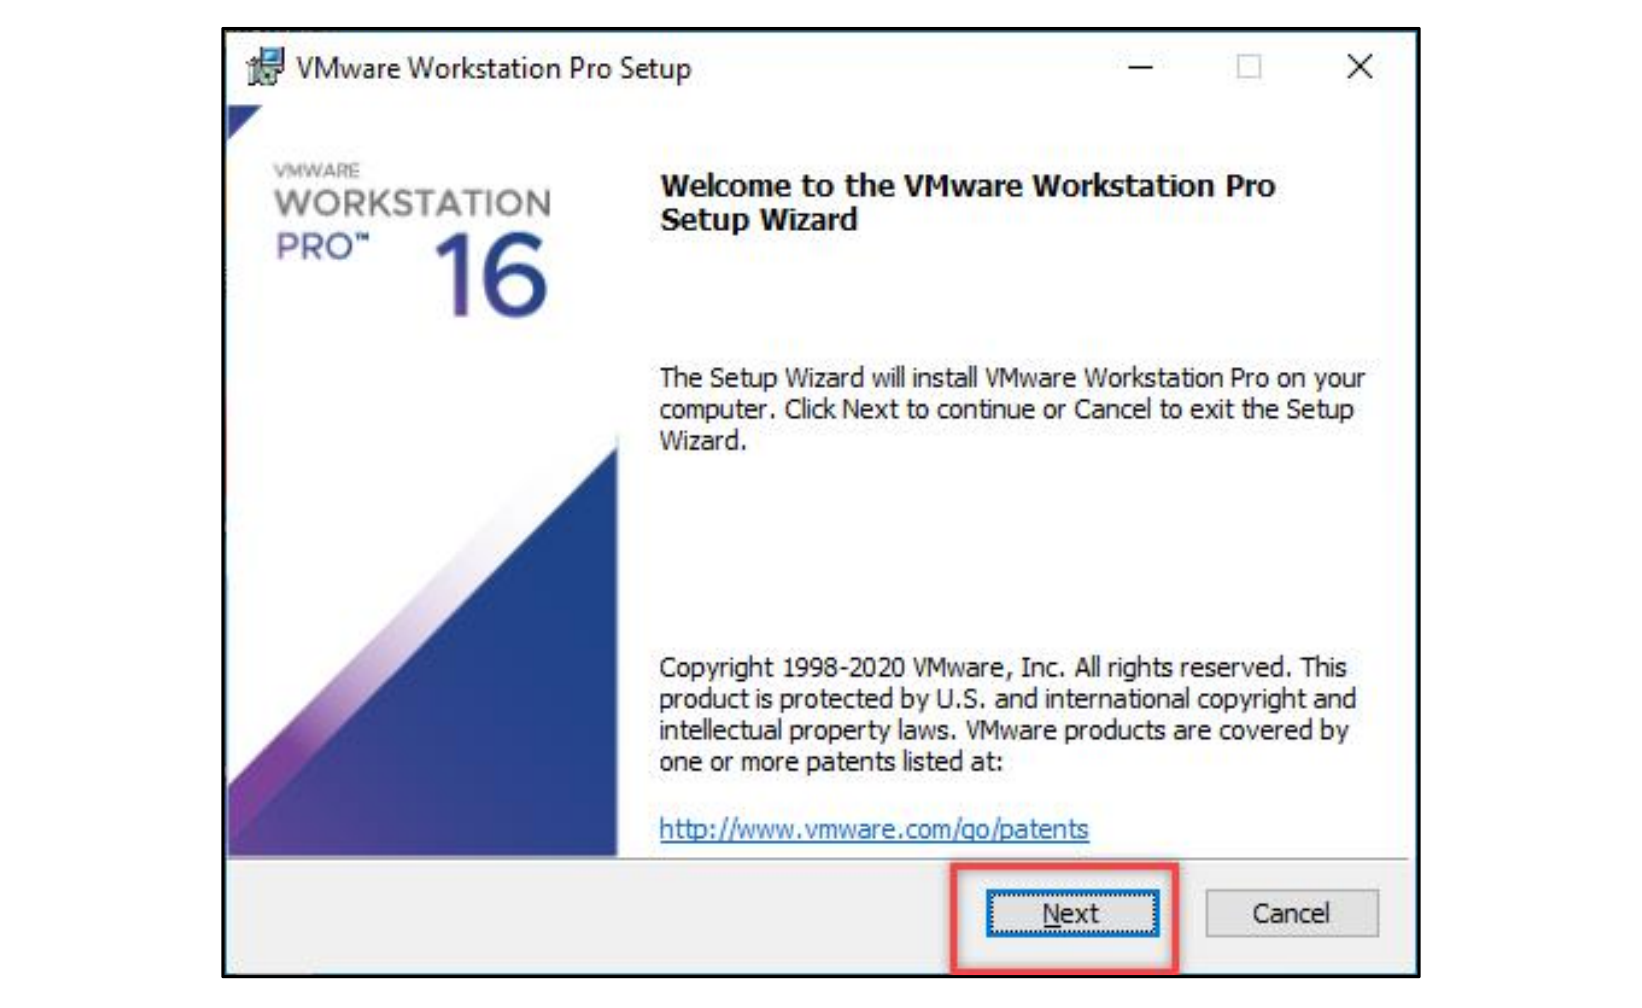 VMware Workstation Pro Setup
VMWARE
WORKSTATION
PRO™ 16
Welcome to the VMware Workstation Pro
Setup Wizard
The Setup Wizard will install VMware Workstation Pro on your
computer. Click Next to continue or Cancel to exit the Setup
Wizard.
Copyright 1998-2020 VMware, Inc. All rights reserved. This
product is protected by U.S. and international copyright and
intellectual property laws. VMware products are covered by
one or more patents listed at:
http://www.vmware.com/go/patents
Next
Cancel